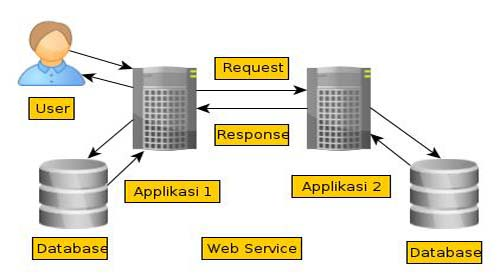 Request
User
Response
Applikasi 1
Applikasi 2
Database
Web Service
Database